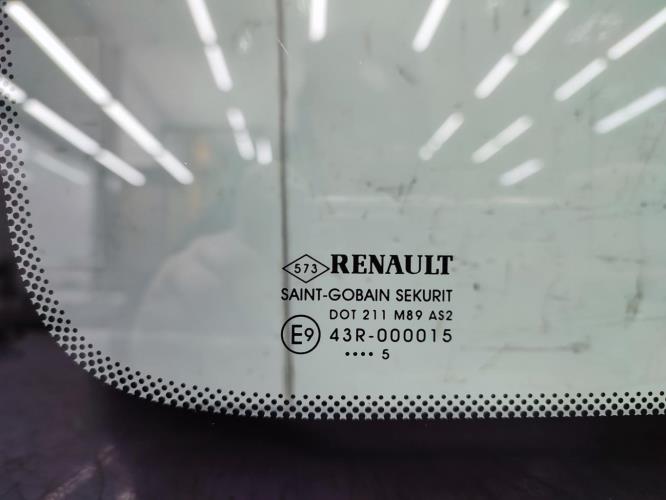 573 RENAULT
SAINT-GOBAIN SEKURIT
DOT 211 M89 AS2
E9 43R-000015
•••• 5